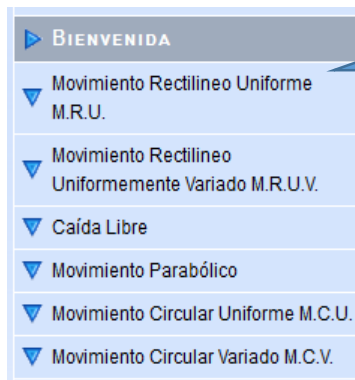 BIENVENIDA
Movimiento Rectilineo Uniforme
M.R.U.
Movimiento Rectilineo
Uniformemente Variado M.R.U.V.
Caída Libre
Movimiento Parabólico
Movimiento Circular Uniforme M.C.U.
Movimiento Circular Variado M.C.V.